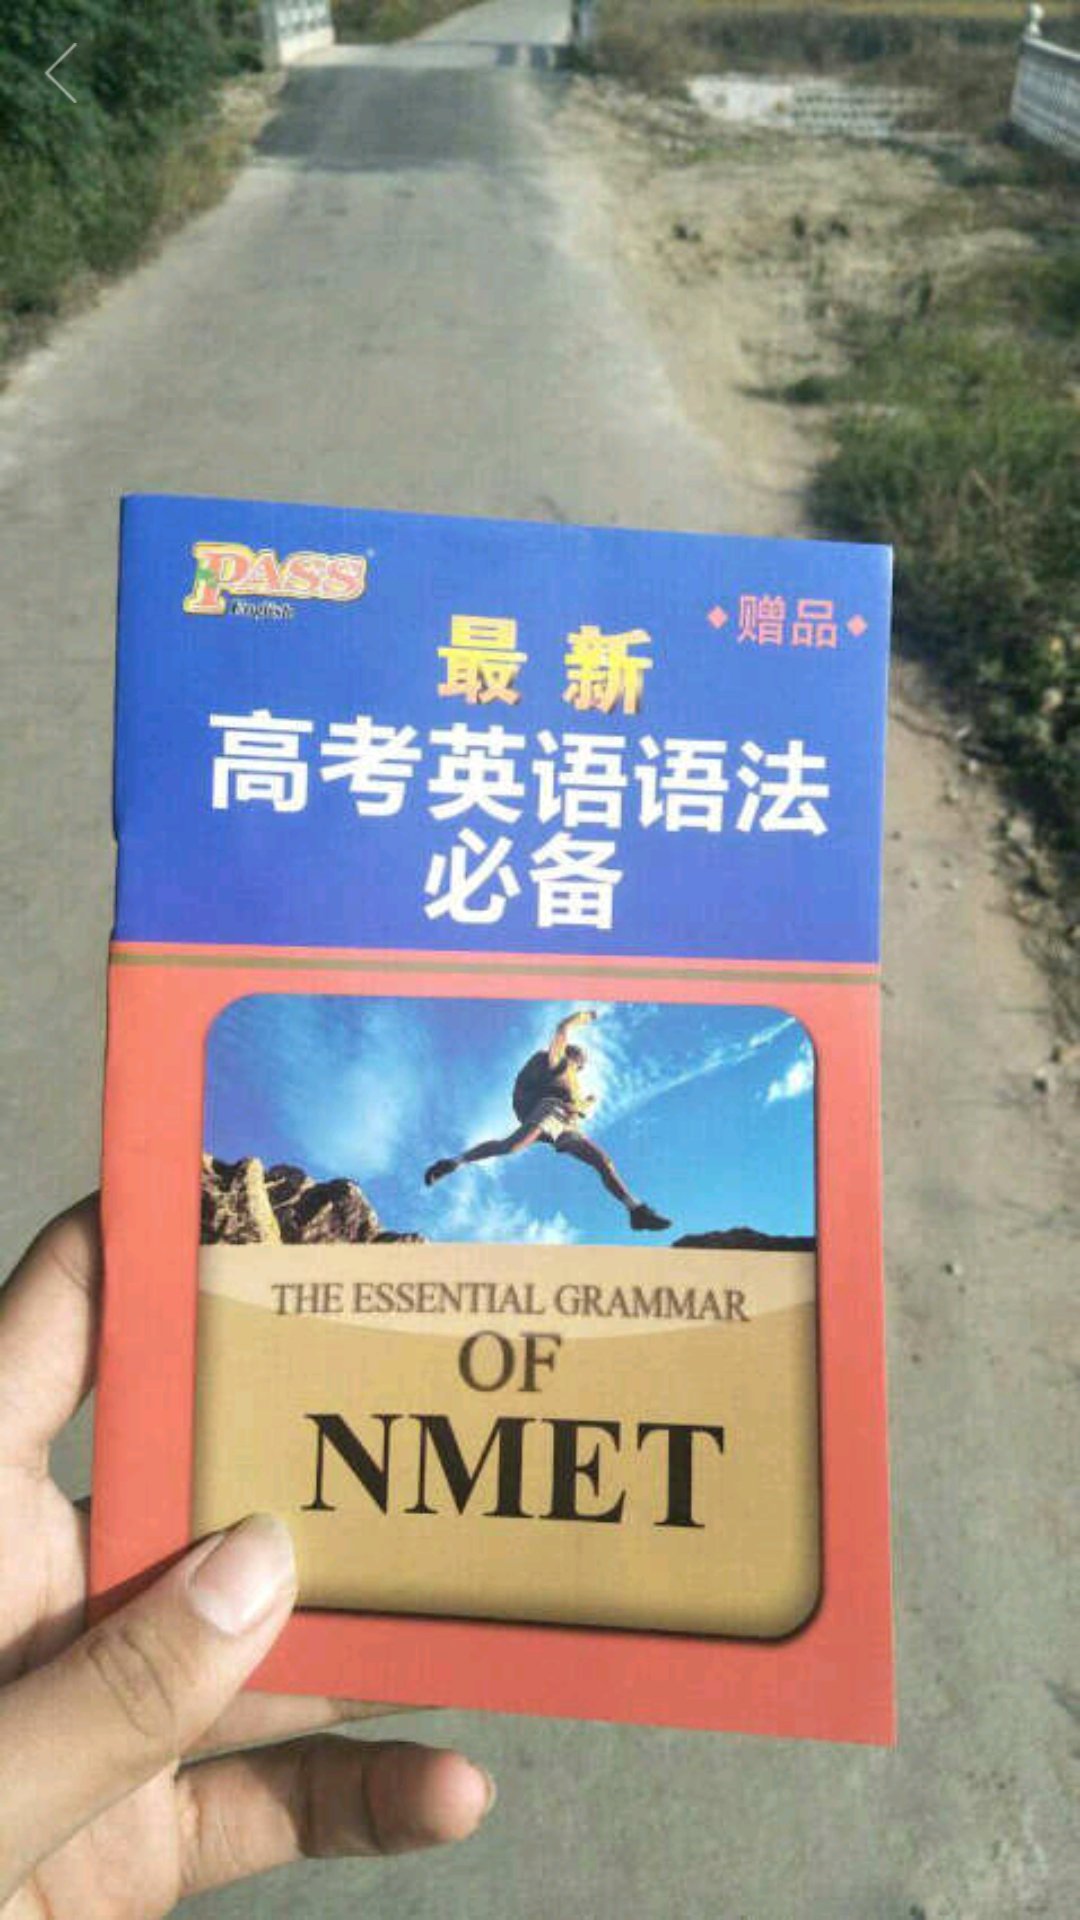 PASS
English
◆赠品◆
最新
高考英语语法
必备
THE ESSENTIAL GRAMMAR
OF
NMET